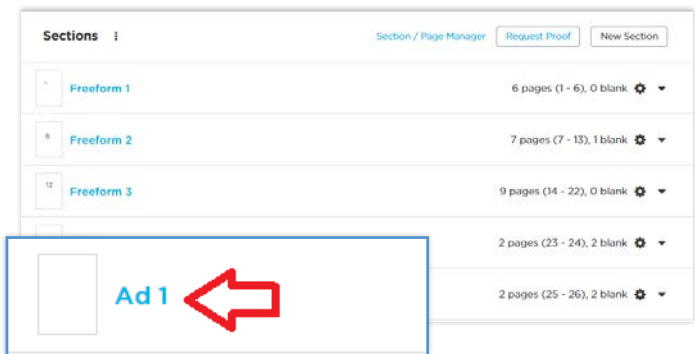 Sections
Section / Page Manager Request Proof New Section
Freeform 1 6 pages (1 - 6), 0 blank
6 Freeform 2 7 pages (7 - 13), 1 blank
12 Freeform 3 9 pages (14 - 22), 0 blank
2 pages (23 - 24), 2 blank
Ad 1
2 pages (25 - 26), 2 blank